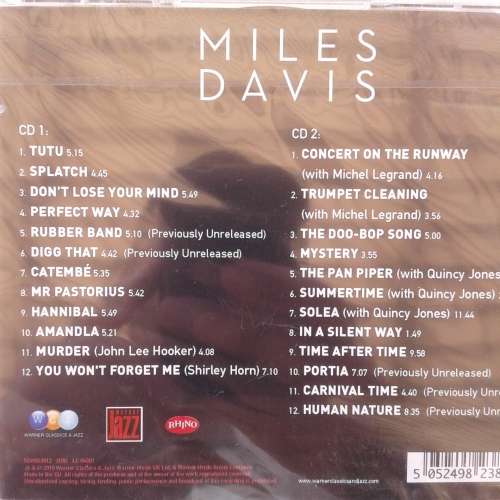 MILES
DAVIS
CD 1:
1. TUTU 5.15
2. SPLATCH 4.45
3. DON'T LOSE YOUR MIND 5.49
4. PERFECT WAY 4.32
5. RUBBER BAND 5.10 (Previously Unreleased)
6. DIGG THAT 4.42 (Previously Unreleased)
7. CATEMBÉ 5.35
8. MR PASTORIUS 5.42
9. HANNIBAL 5.49
10. AMANDLA 5.21
11. MURDER (John Lee Hooker) 4.08
12. YOU WON'T FORGET ME (Shirley Horn) 7.10
CD 2:
1. CONCERT ON THE RUNWAY
(with Michel Legrand) 4.16
2. TRUMPET CLEANING
(with Michel Legrand) 3.56
3. THE DOO-BOP SONG 5.00
4. MYSTERY 3.55
5. THE PAN PIPER (with Quincy Jones)
6. SUMMERTIME (with Quincy Jones)
7. SOLEA (with Quincy Jones) 11.44
8. IN A SILENT WAY 1.49
9. TIME AFTER TIME 9.58
10. PORTIA 7.07 (Previously Unre
11. CARNIVAL TIME 4.40 (Previously Unre
12. HUMAN NATURE 8.35 (Previously Unre
WARNER CLASSICS & JAZZ
WARNER
JAZZ
RHINO
www.warnerclassicsandjazz.com
5 052498 238